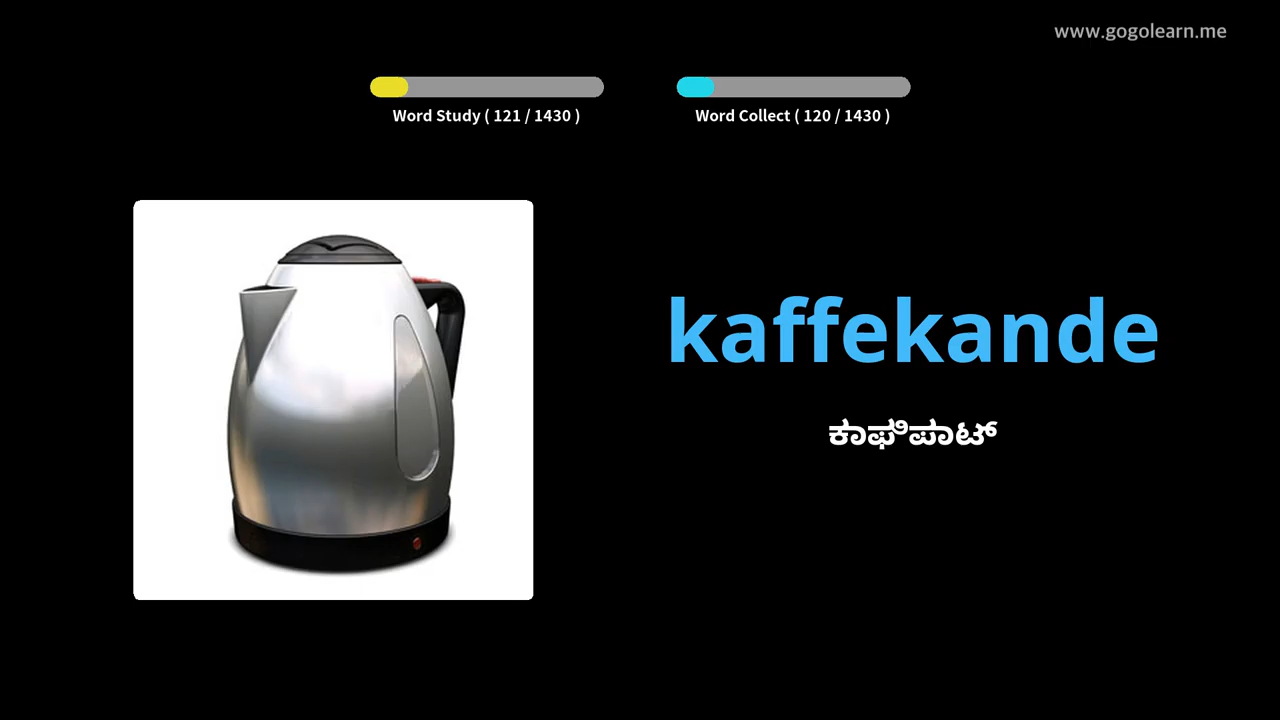 www.gogolearn.me
Word Study ( 121 / 1430 )
Word Collect ( 120 / 1430 )
kaffekande
ಕಾಫಿಪಾಟ್